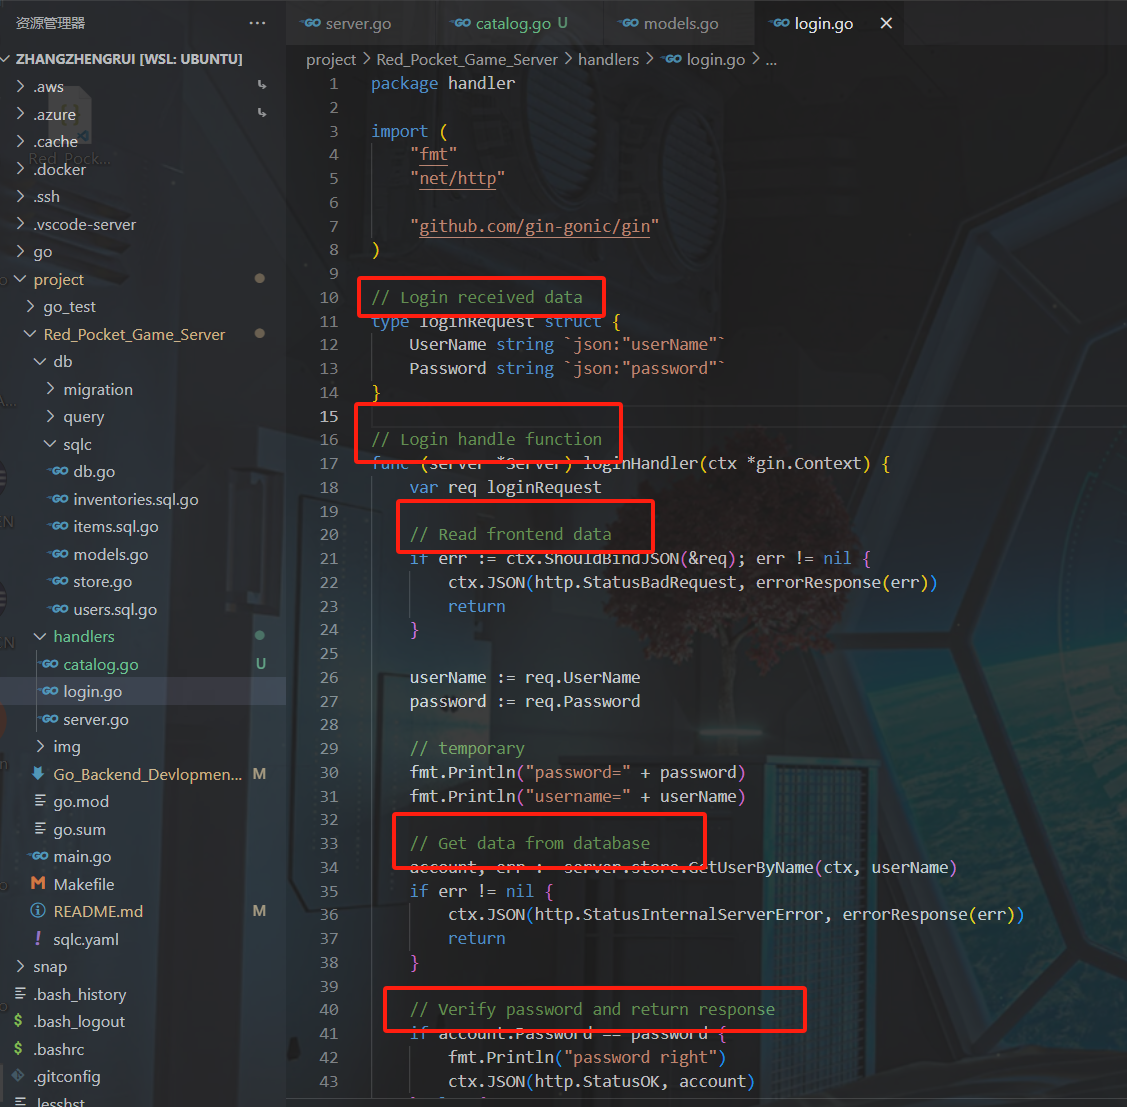 资源管理器
ZHANGZHENGRUI [WSL: UBUNTU]
.aws
.azure
.cache
Red_Pock...
.docker
.ssh
.vscode-server
go
project
go_test
Red_Pocket_Game_Server
db
migration
query
sqlc
db.go
inventories.sql.go
items.sql.go
models.go
store.go
users.sql.go
handlers
catalog.go U
login.go
server.go
img
Go_Backend_Devlopmen... M
go.mod
go.sum
main.go
Makefile
README.md M
sqlc.yaml
snap
.bash_history
.bash_logout
.bashrc
.gitconfig
.lesshst
server.go
catalog.go U
models.go
login.go
project > Red_Pocket_Game_Server > handlers > login.go > ...
1 package handler
2
3 import (
4 "fmt"
5 "net/http"
6
7 "github.com/gin-gonic/gin"
8 )
9
10 // Login received data
11 type loginRequest struct {
12 UserName string `json:"userName"`
13 Password string `json:"password"`
14 }
15
16 // Login handle function
17 func (server *Server) loginHandler(ctx *gin.Context) {
18 var req loginRequest
19
20 // Read frontend data
21 if err := ctx.ShouldBindJSON(&req); err != nil {
22 ctx.JSON(http.StatusBadRequest, errorResponse(err))
23 return
24 }
25
26 userName := req.UserName
27 password := req.Password
28
29 // temporary
30 fmt.Println("password=" + password)
31 fmt.Println("username=" + userName)
32
33 // Get data from database
34 account, err := server.store.GetUserByName(ctx, userName)
35 if err != nil {
36 ctx.JSON(http.StatusInternalServerError, errorResponse(err))
37 return
38 }
39
40 // Verify password and return response
41 if account.Password == password {
42 fmt.Println("password right")
43 ctx.JSON(http.StatusOK, account)